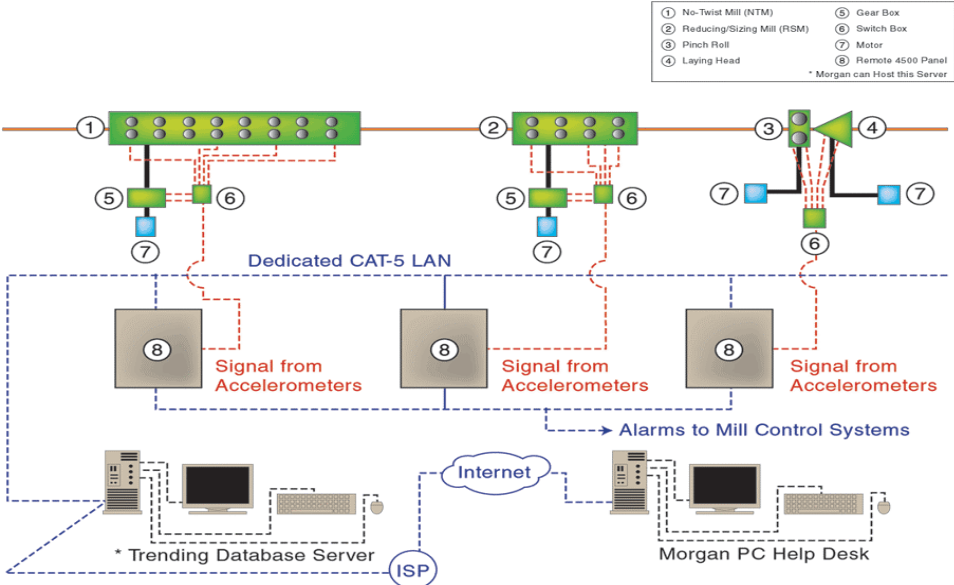 1 No-Twist Mill (NTM)
2 Reducing/Sizing Mill (RSM)
3 Pinch Roll
4 Laying Head
5 Gear Box
6 Switch Box
7 Motor
8 Remote 4500 Panel
* Morgan can Host this Server
1
2
3
4
5
6
5
6
7
7
7
7
6
Dedicated CAT-5 LAN
8
8
8
Signal from
Accelerometers
Signal from
Accelerometers
Signal from
Accelerometers
Alarms to Mill Control Systems
Internet
* Trending Database Server
Morgan PC Help Desk
ISP